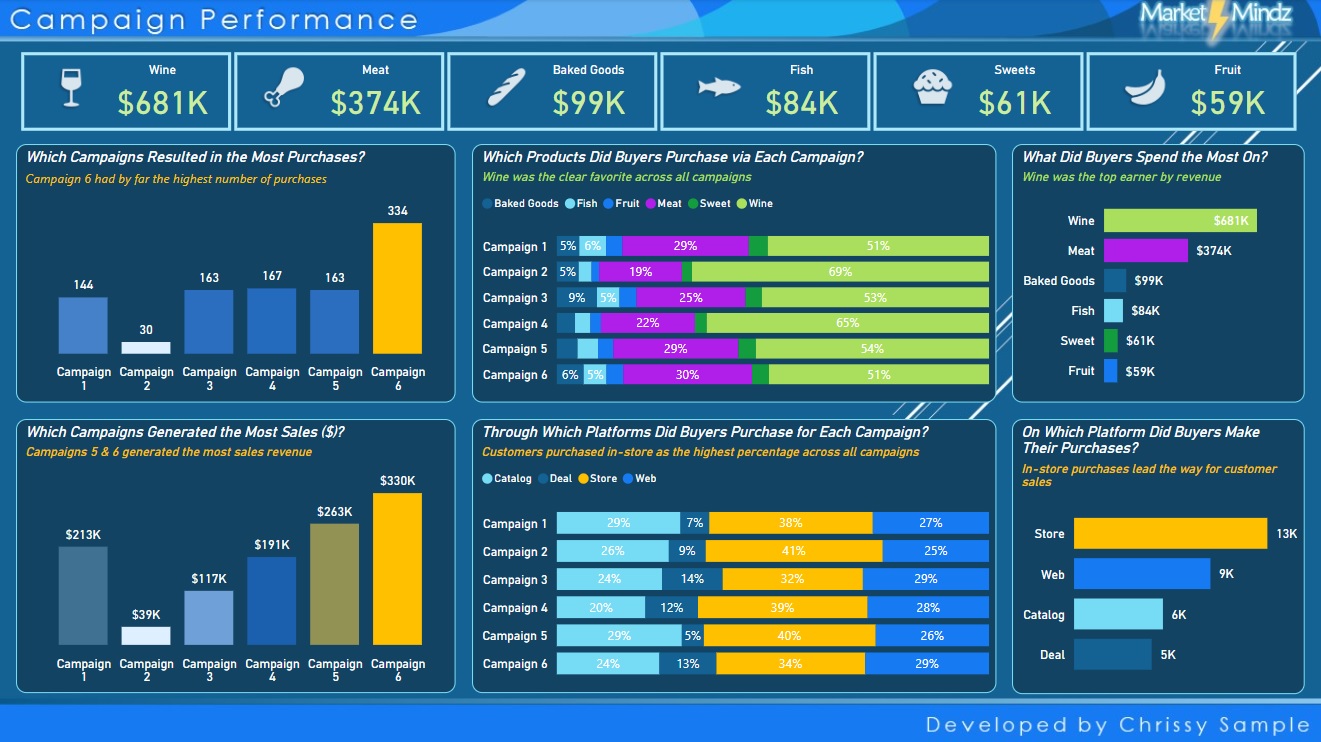 Campaign Performance
Market Mindz
Wine
$681K
Meat
$374K
Baked Goods
$99K
Fish
$84K
Sweets
$61K
Fruit
$59K
Which Campaigns Resulted in the Most Purchases?
Campaign 6 had by far the highest number of purchases
144
30
163
167
163
334
Campaign 1
Campaign 2
Campaign 3
Campaign 4
Campaign 5
Campaign 6
Which Products Did Buyers Purchase via Each Campaign?
Wine was the clear favorite across all campaigns
Baked Goods Fish Fruit Meat Sweet Wine
Campaign 1 5% 6% 29% 51%
Campaign 2 5% 19% 69%
Campaign 3 9% 5% 25% 53%
Campaign 4 22% 65%
Campaign 5 29% 54%
Campaign 6 6% 5% 30% 51%
What Did Buyers Spend the Most On?
Wine was the top earner by revenue
Wine $681K
Meat $374K
Baked Goods $99K
Fish $84K
Sweet $61K
Fruit $59K
Which Campaigns Generated the Most Sales ($)?
Campaigns 5 & 6 generated the most sales revenue
$213K
$39K
$117K
$191K
$263K
$330K
Campaign 1
Campaign 2
Campaign 3
Campaign 4
Campaign 5
Campaign 6
Through Which Platforms Did Buyers Purchase for Each Campaign?
Customers purchased in-store as the highest percentage across all campaigns
Catalog Deal Store Web
Campaign 1 29% 7% 38% 27%
Campaign 2 26% 9% 41% 25%
Campaign 3 24% 14% 32% 29%
Campaign 4 20% 12% 39% 28%
Campaign 5 29% 5% 40% 26%
Campaign 6 24% 13% 34% 29%
On Which Platform Did Buyers Make
Their Purchases?
In-store purchases lead the way for customer
sales
Store 13K
Web 9K
Catalog 6K
Deal 5K
Developed by Chrissy Sample